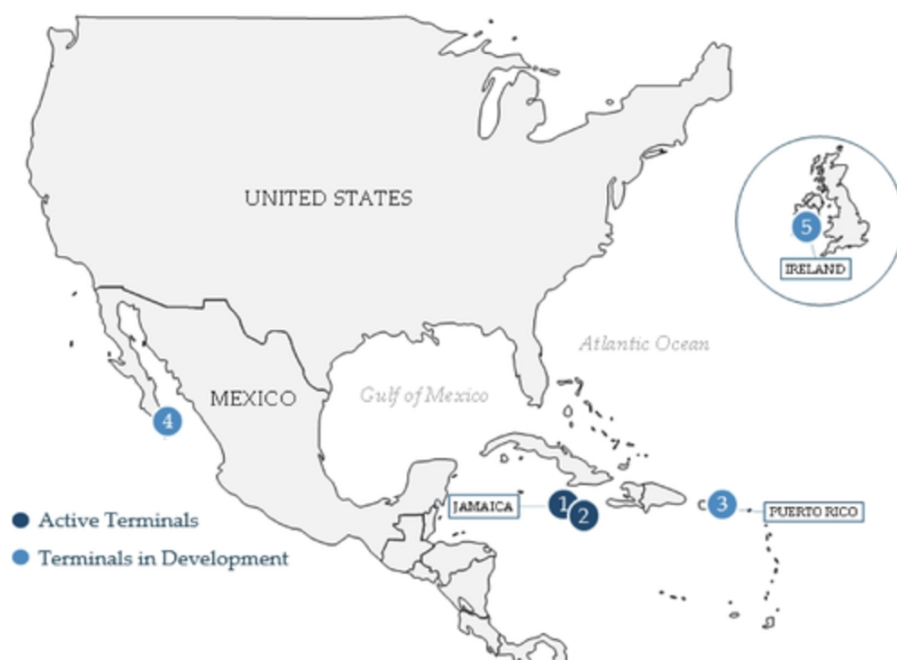 UNITED STATES
5
IRELAND
Atlantic Ocean
MEXICO
Gulf of Mexico
4
JAMAICA
1
2
3
PUERTO RICO
Active Terminals
Terminals in Development